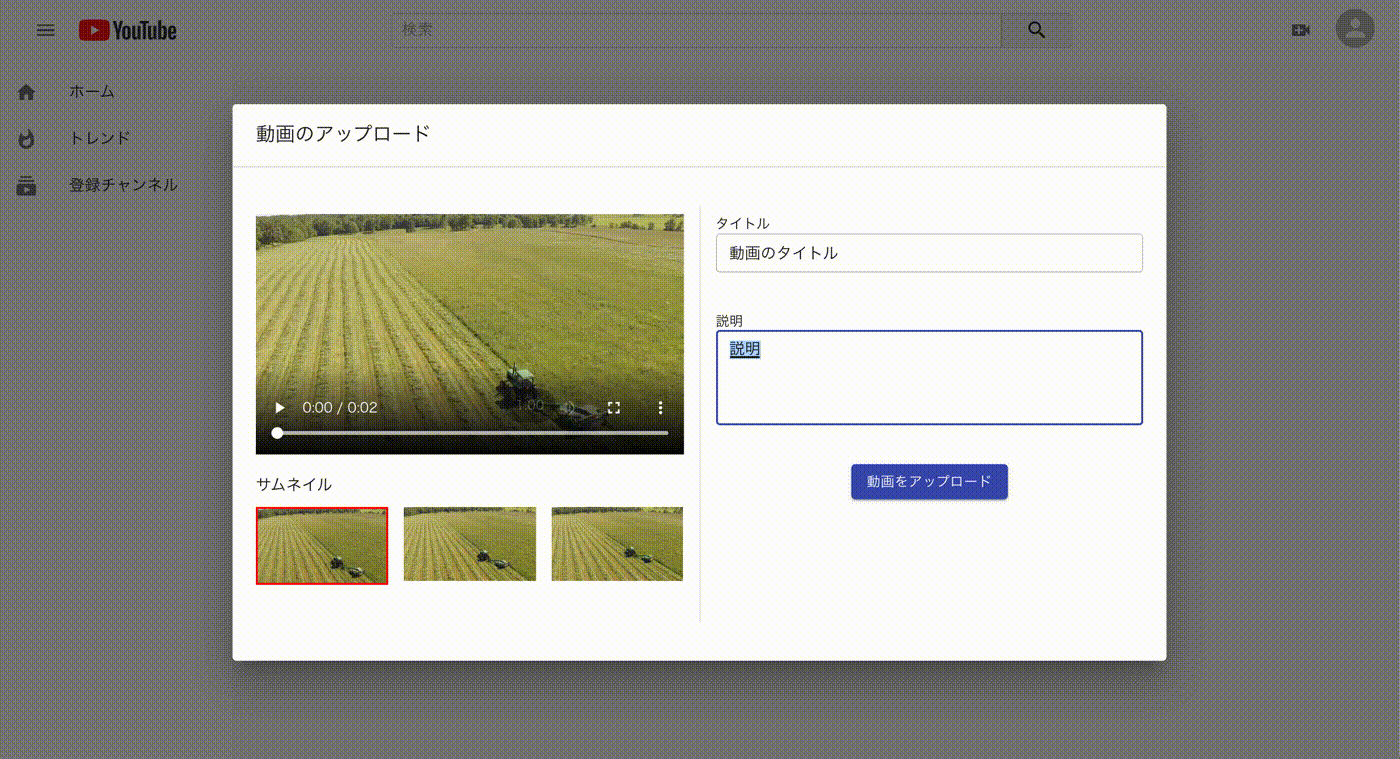 YouTube
検索
ホーム
トレンド
登録チャンネル
動画のアップロード
0:00 / 0:02
1:00
サムネイル
タイトル
動画のタイトル
説明
説明
動画をアップロード